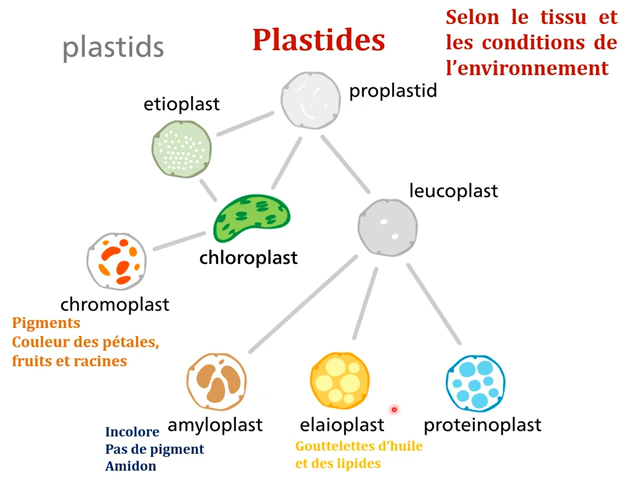 plastids
Plastides
Selon le tissu et
les conditions de
l'environnement
etioplast
proplastid
leucoplast
chloroplast
chromoplast
Pigments
Couleur des pétales,
fruits et racines
amyloplast
elaioplast
proteinoplast
Incolore
Pas de pigment
Amidon
Gouttelettes d'huile
et des lipides